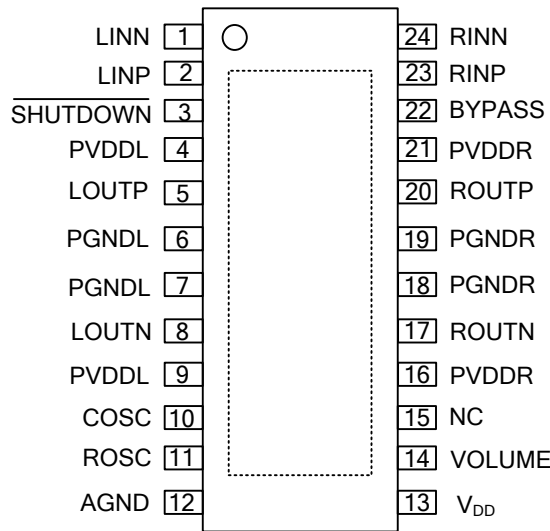 LINN 1 24 RINN
LINP 2 23 RINP
SHUTDOWN 3 22 BYPASS
PVDDL 4 21 PVDDR
LOUTP 5 20 ROUTP
PGNDL 6 19 PGNDR
PGNDL 7 18 PGNDR
LOUTN 8 17 ROUTN
PVDDL 9 16 PVDDR
COSC 10 15 NC
ROSC 11 14 VOLUME
AGND 12 13 VDD